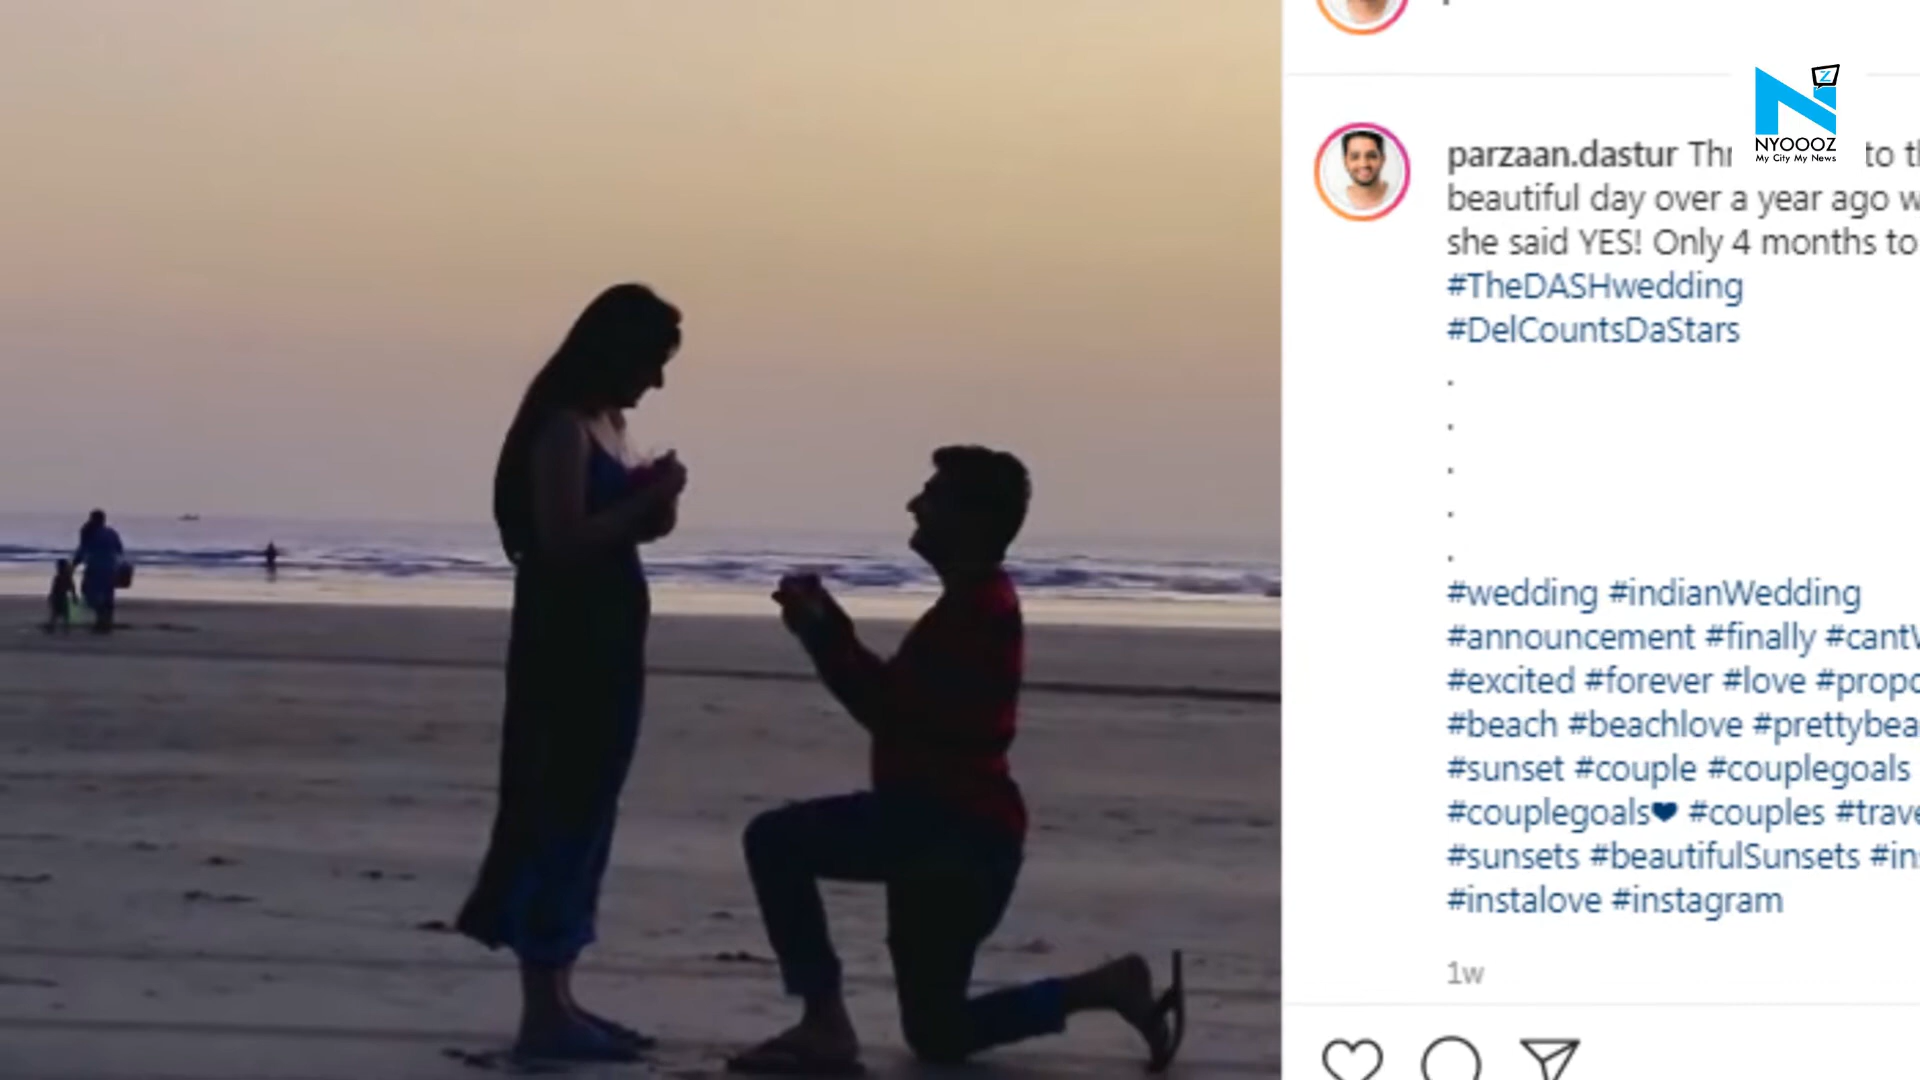 NYOOOZ
My City My News
parzaan.dastur to
beautiful day over a year ago
she said YES! Only 4 months to
#TheDASHwedding
#DelCountsDaStars
.
.
.
.
.
#wedding #indianWedding
#announcement #finally
#excited #forever #love
#beach #beachlove
#sunset #couple #couplegoals
#couplegoals♥ #couples
#sunsets #beautifulSunsets
#instalove #instagram
1w